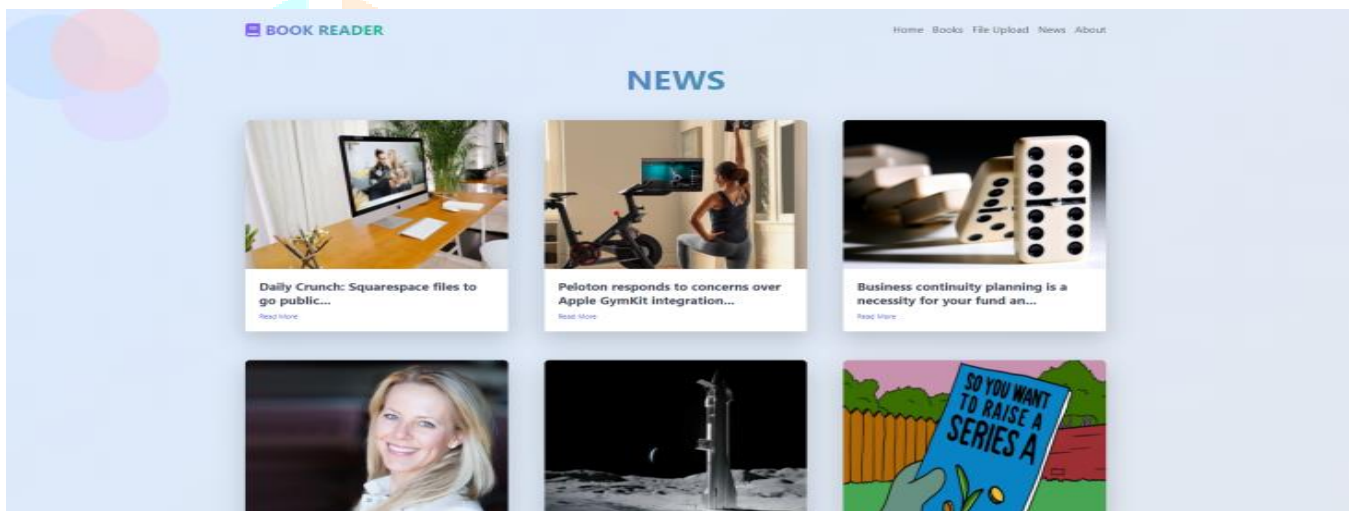 BOOK READER
Home Books File Upload News About
NEWS
Daily Crunch: Squarespace files to
go public...
Read More
Peloton responds to concerns over
Apple GymKit integration...
Read More
Business continuity planning is a
necessity for your fund an...
Read More
SO YOU WANT
TO RAISE A
SERIES A